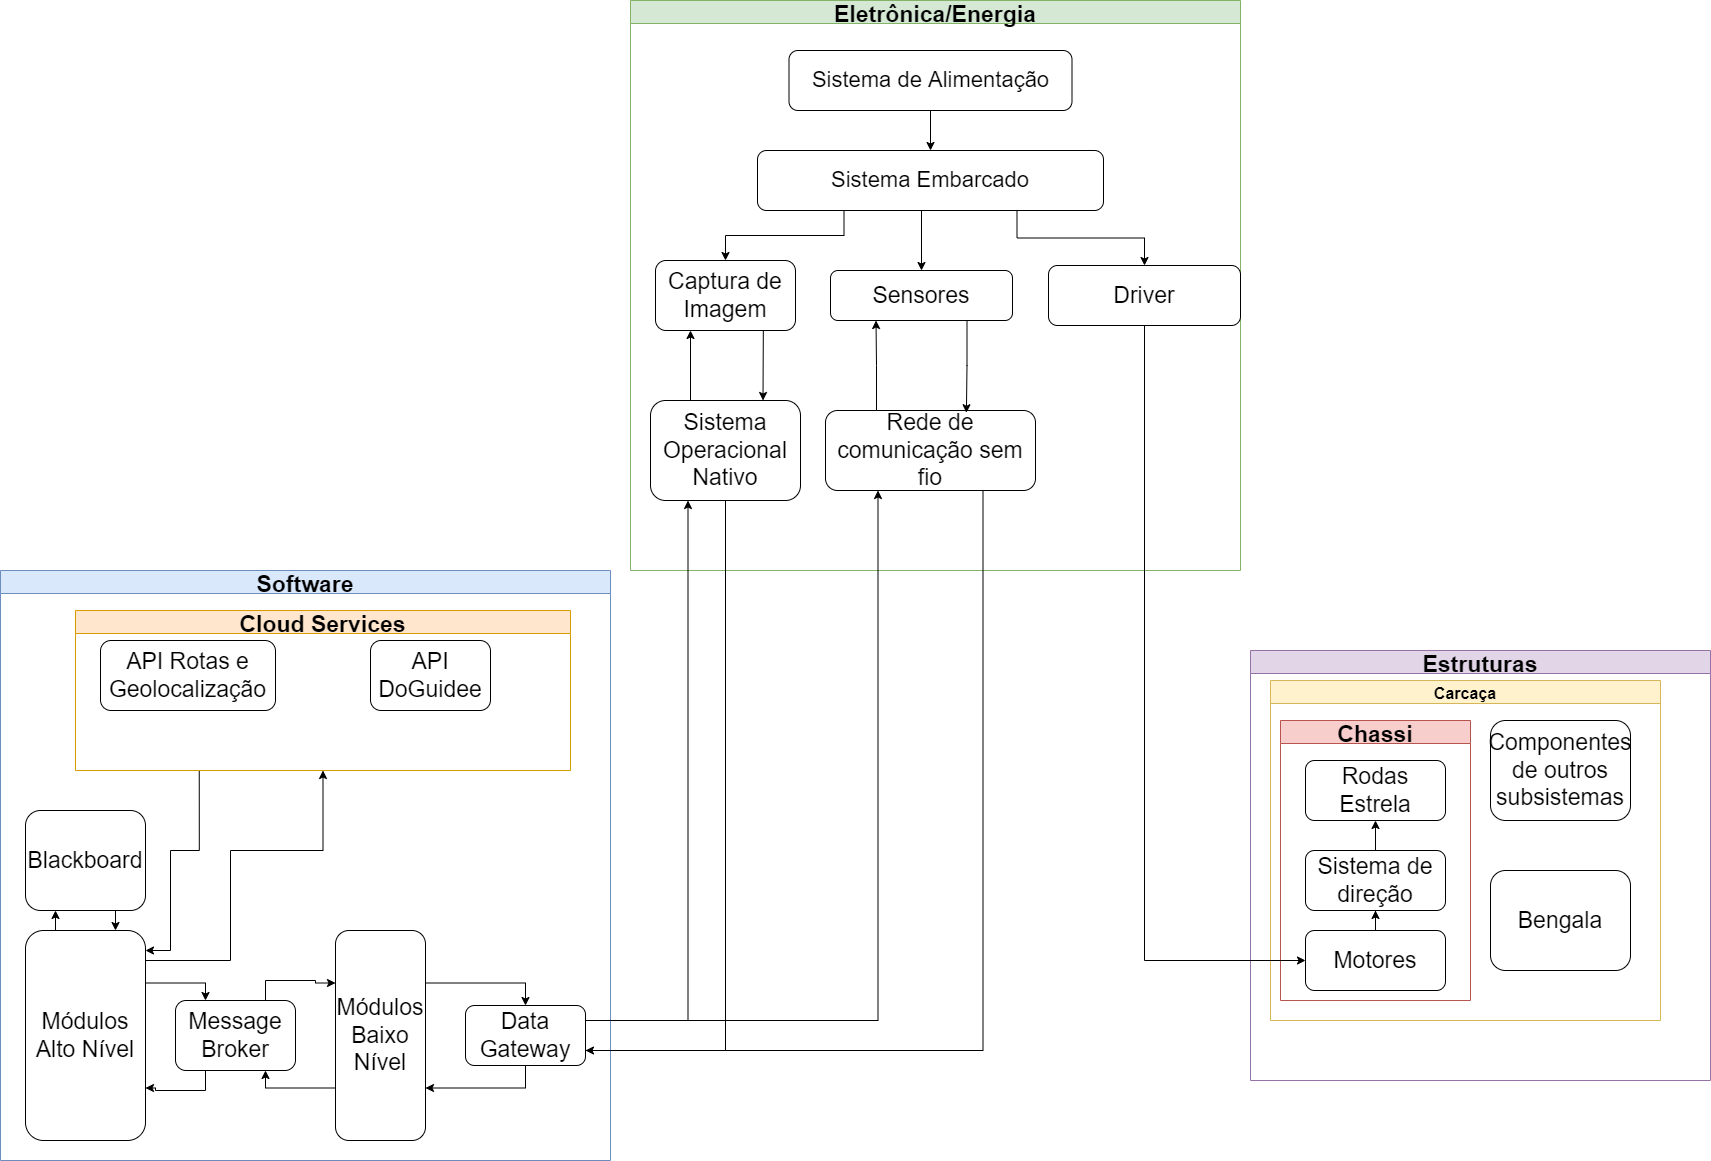 Eletrônica/Energia
Sistema de Alimentação
Sistema Embarcado
Captura de
Imagem
Sensores
Driver
Sistema
Operacional
Nativo
Rede de
comunicação sem
fio
Software
Cloud Services
API Rotas e
Geolocalização
API
DoGuidee
Blackboard
Módulos
Alto Nível
Message
Broker
Módulos
Baixo
Nível
Data
Gateway
Estruturas
Carcaça
Chassi
Rodas
Estrela
Sistema de
direção
Motores
Componentes
de outros
subsistemas
Bengala